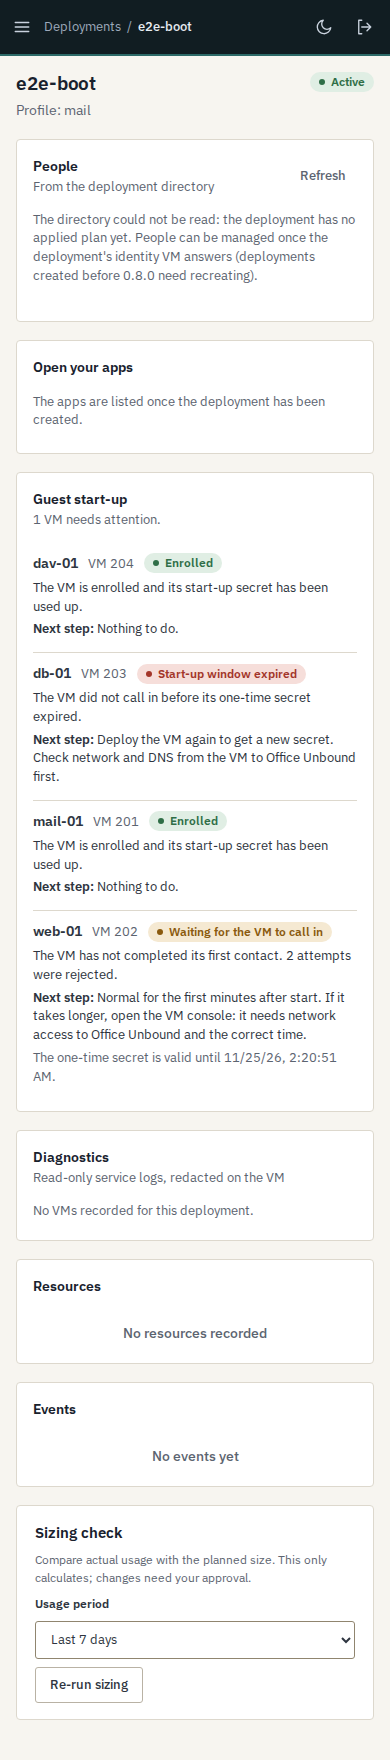 Deployments / e2e-boot
e2e-boot
Active
Profile: mail
People
From the deployment directory
Refresh
The directory could not be read: the deployment has no
applied plan yet. People can be managed once the
deployment's identity VM answers (deployments
created before 0.8.0 need recreating).
Open your apps
The apps are listed once the deployment has been
created.
Guest start-up
1 VM needs attention.
dav-01 VM 204 Enrolled
The VM is enrolled and its start-up secret has been
used up.
Next step: Nothing to do.
db-01 VM 203 Start-up window expired
The VM did not call in before its one-time secret
expired.
Next step: Deploy the VM again to get a new secret.
Check network and DNS from the VM to Office Unbound
first.
mail-01 VM 201 Enrolled
The VM is enrolled and its start-up secret has been
used up.
Next step: Nothing to do.
web-01 VM 202 Waiting for the VM to call in
The VM has not completed its first contact. 2 attempts
were rejected.
Next step: Normal for the first minutes after start. If it
takes longer, open the VM console: it needs network
access to Office Unbound and the correct time.
The one-time secret is valid until 11/25/26, 2:20:51
AM.
Diagnostics
Read-only service logs, redacted on the VM
No VMs recorded for this deployment.
Resources
No resources recorded
Events
No events yet
Sizing check
Compare actual usage with the planned size. This only
calculates; changes need your approval.
Usage period
Last 7 days
Re-run sizing